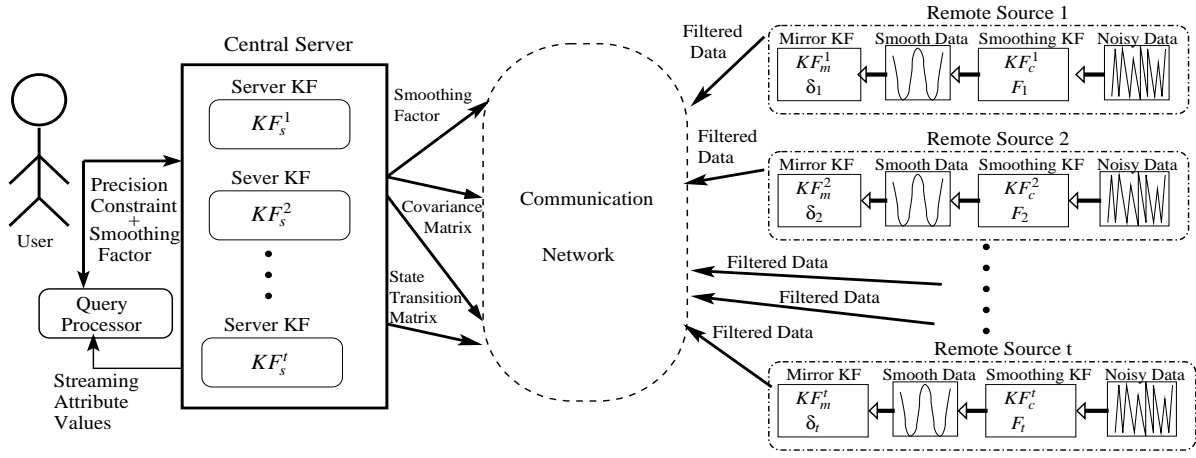 Central Server
Server KF
KF_s^1
Sever KF
KF_s^2
Server KF
KF_s^t
User
Precision
Constraint
+
Smoothing
Factor
Query
Processor
Streaming
Attribute
Values
Smoothing
Factor
Covariance
Matrix
State
Transition
Matrix
Communication
Network
Filtered
Data
Filtered
Data
Filtered Data
Filtered Data
Filtered Data
Remote Source 1
Mirror KF Smooth Data Smoothing KF Noisy Data
KF_m^1 KF_c^1
δ_1 F_1
Remote Source 2
Mirror KF Smooth Data Smoothing KF Noisy Data
KF_m^2 KF_c^2
δ_2 F_2
Remote Source t
Mirror KF Smooth Data Smoothing KF Noisy Data
KF_m^t KF_c^t
δ_t F_t